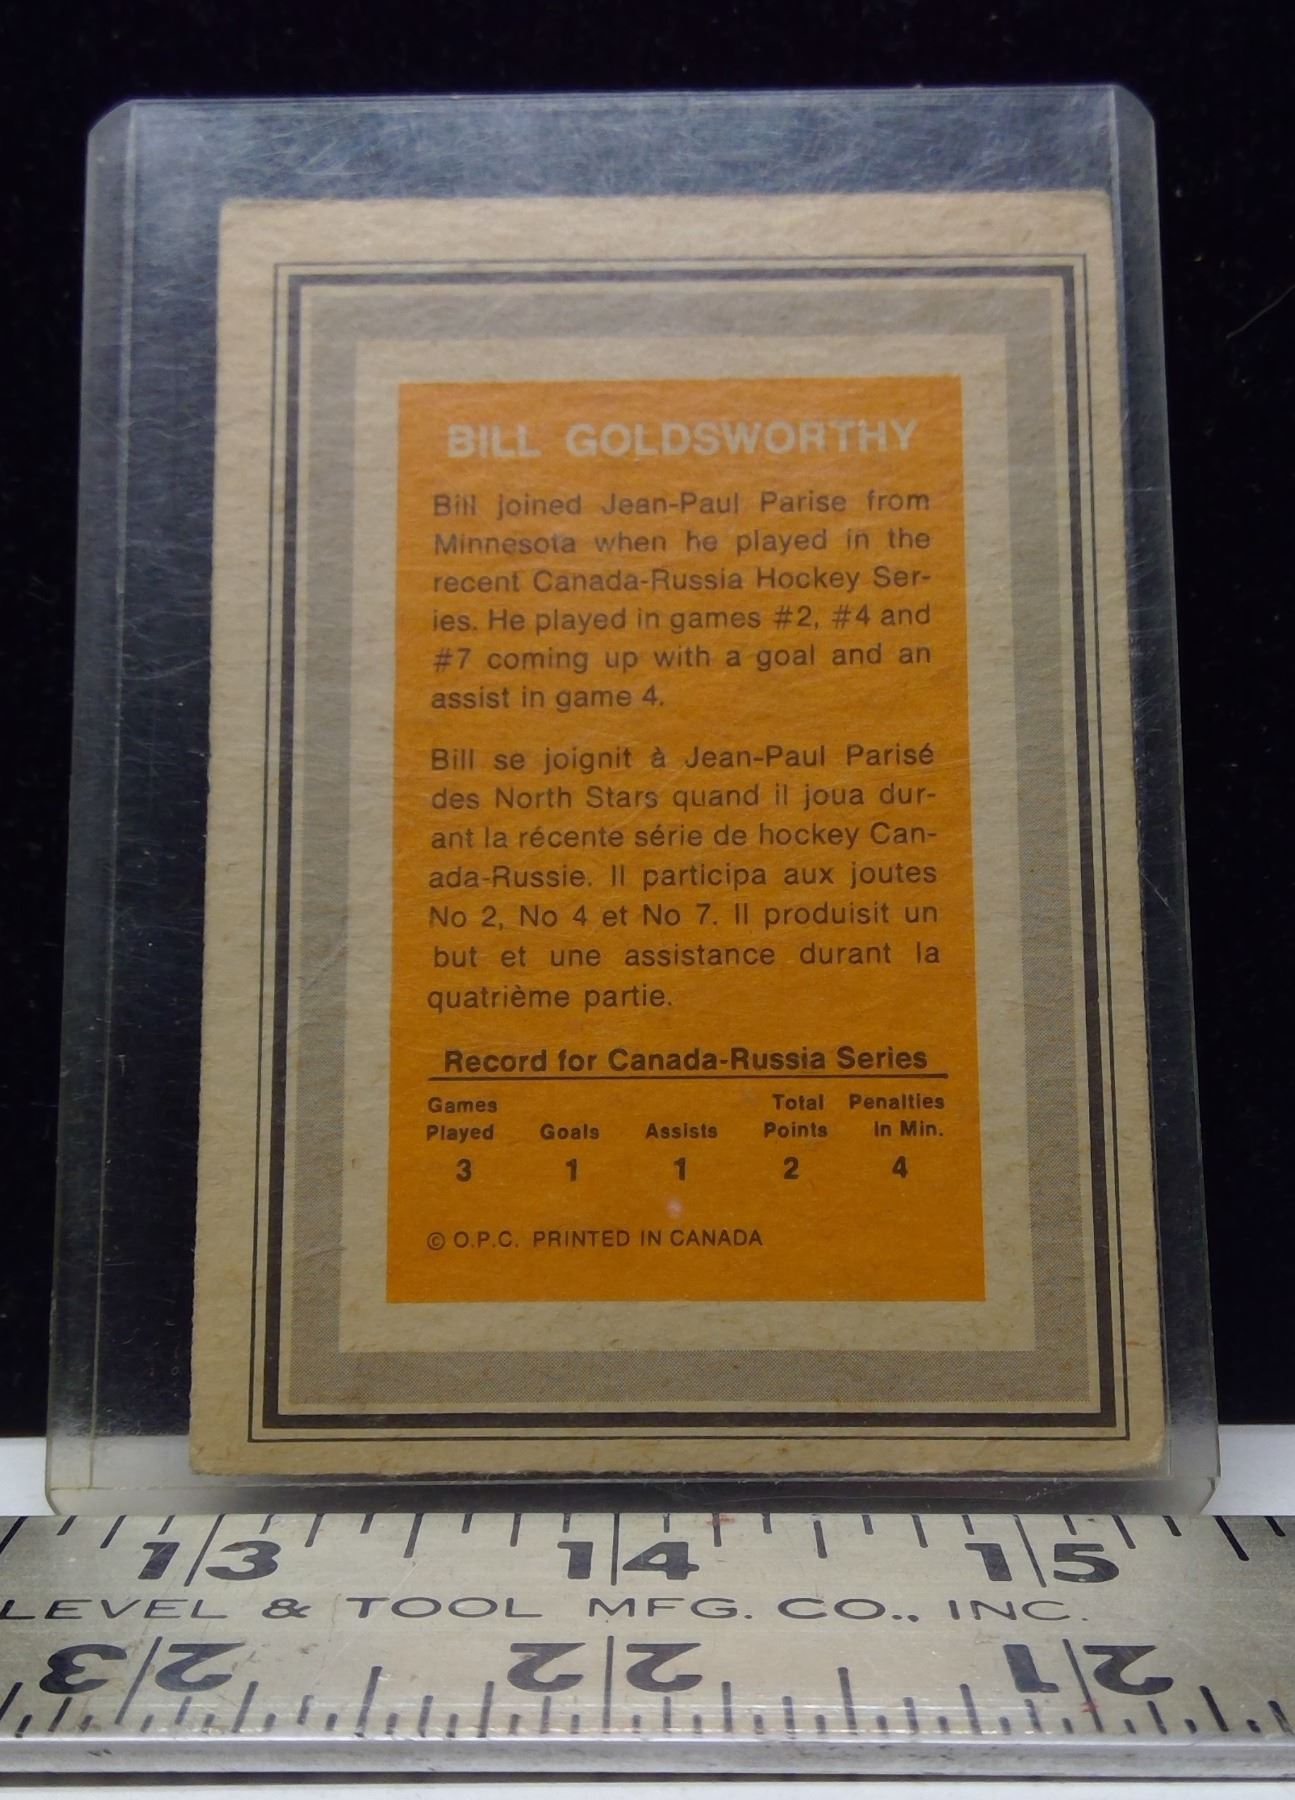 BILL GOLDSWORTHY
Bill joined Jean-Paul Parise from
Minnesota when he played in the
recent Canada-Russia Hockey Ser-
ies. He played in games #2, #4 and
#7 coming up with a goal and an
assist in game 4.
Bill se joignit à Jean-Paul Parisé
des North Stars quand il joua dur-
ant la récente série de hockey Can-
ada-Russie. Il participa aux joutes
No 2, No 4 et No 7. Il produisit un
but et une assistance durant la
quatrième partie.
Record for Canada-Russia Series
Games Total Penalties
Played Goals Assists Points in Min.
3 1 1 2 4
© O.P.C. PRINTED IN CANADA
13 14 15
LEVEL & TOOL MFG. CO., INC.
23 22 21